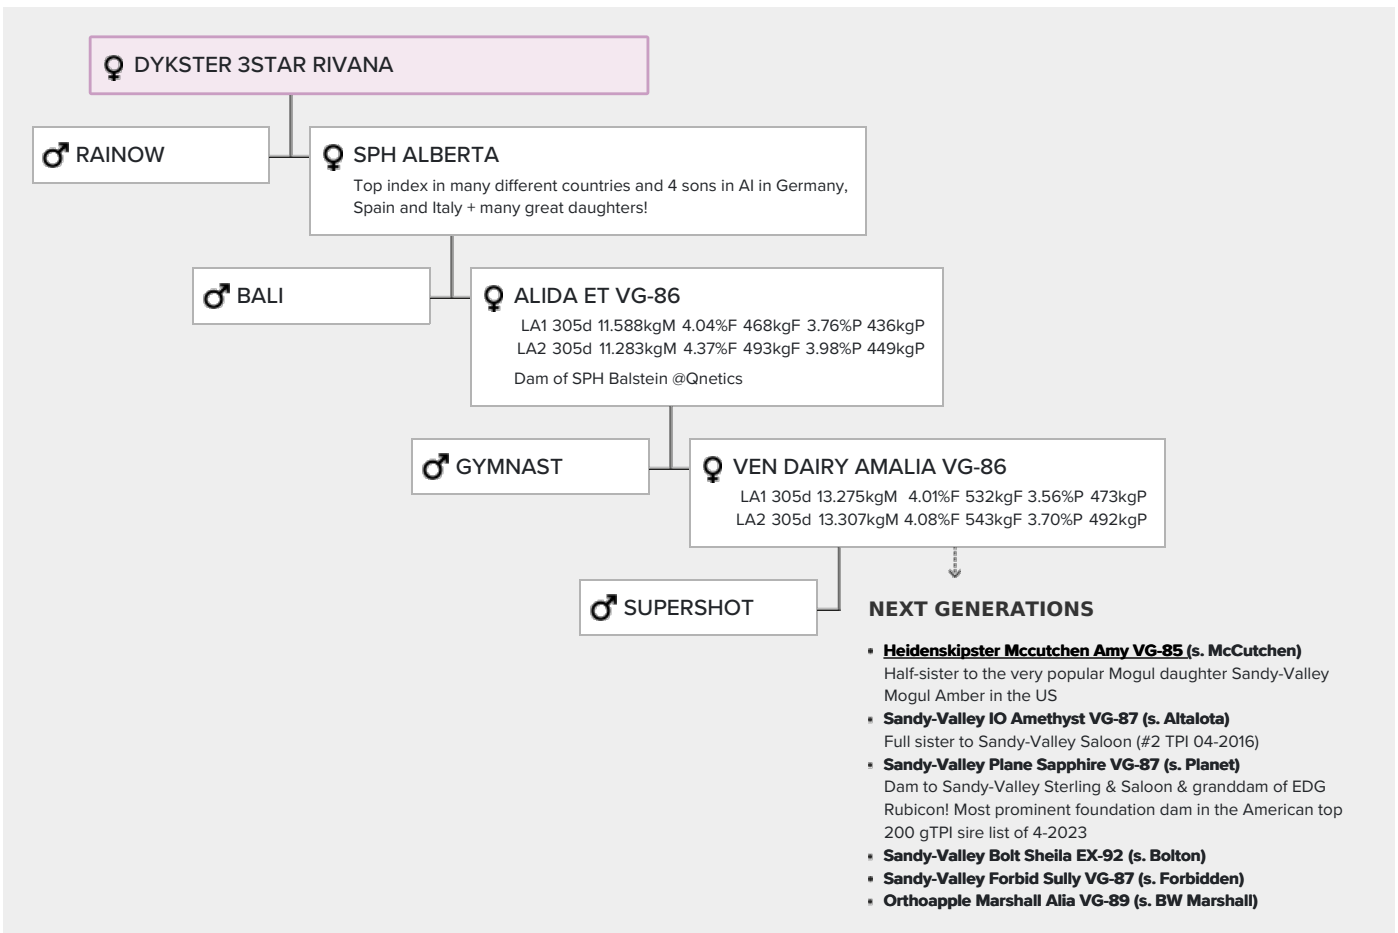 DYKSTER 3STAR RIVANA
RAINOW
SPH ALBERTA
Top index in many different countries and 4 sons in AI in Germany,
Spain and Italy + many great daughters!
BALI
ALIDA ET VG-86
LA1 305d 11.588kgM 4.04%F 468kgF 3.76%P 436kgP
LA2 305d 11.283kgM 4.37%F 493kgF 3.98%P 449kgP
Dam of SPH Balstein @Qnetics
GYMNAST
VEN DAIRY AMALIA VG-86
LA1 305d 13.275kgM 4.01%F 532kgF 3.56%P 473kgP
LA2 305d 13.307kgM 4.08%F 543kgF 3.70%P 492kgP
SUPERSHOT
NEXT GENERATIONS
▪ Heidenskipster Mccutchen Amy VG-85 (s. McCutchen)
Half-sister to the very popular Mogul daughter Sandy-Valley
Mogul Amber in the US
▪ Sandy-Valley IO Amethyst VG-87 (s. AltaIota)
Full sister to Sandy-Valley Saloon (#2 TPI 04-2016)
▪ Sandy-Valley Plane Sapphire VG-87 (s. Planet)
Dam to Sandy-Valley Sterling & Saloon & granddam of EDG
Rubicon! Most prominent foundation dam in the American top
200 gTPI sire list of 4-2023
▪ Sandy-Valley Bolt Sheila EX-92 (s. Bolton)
▪ Sandy-Valley Forbid Sully VG-87 (s. Forbidden)
▪ Orthoapple Marshall Alia VG-89 (s. BW Marshall)